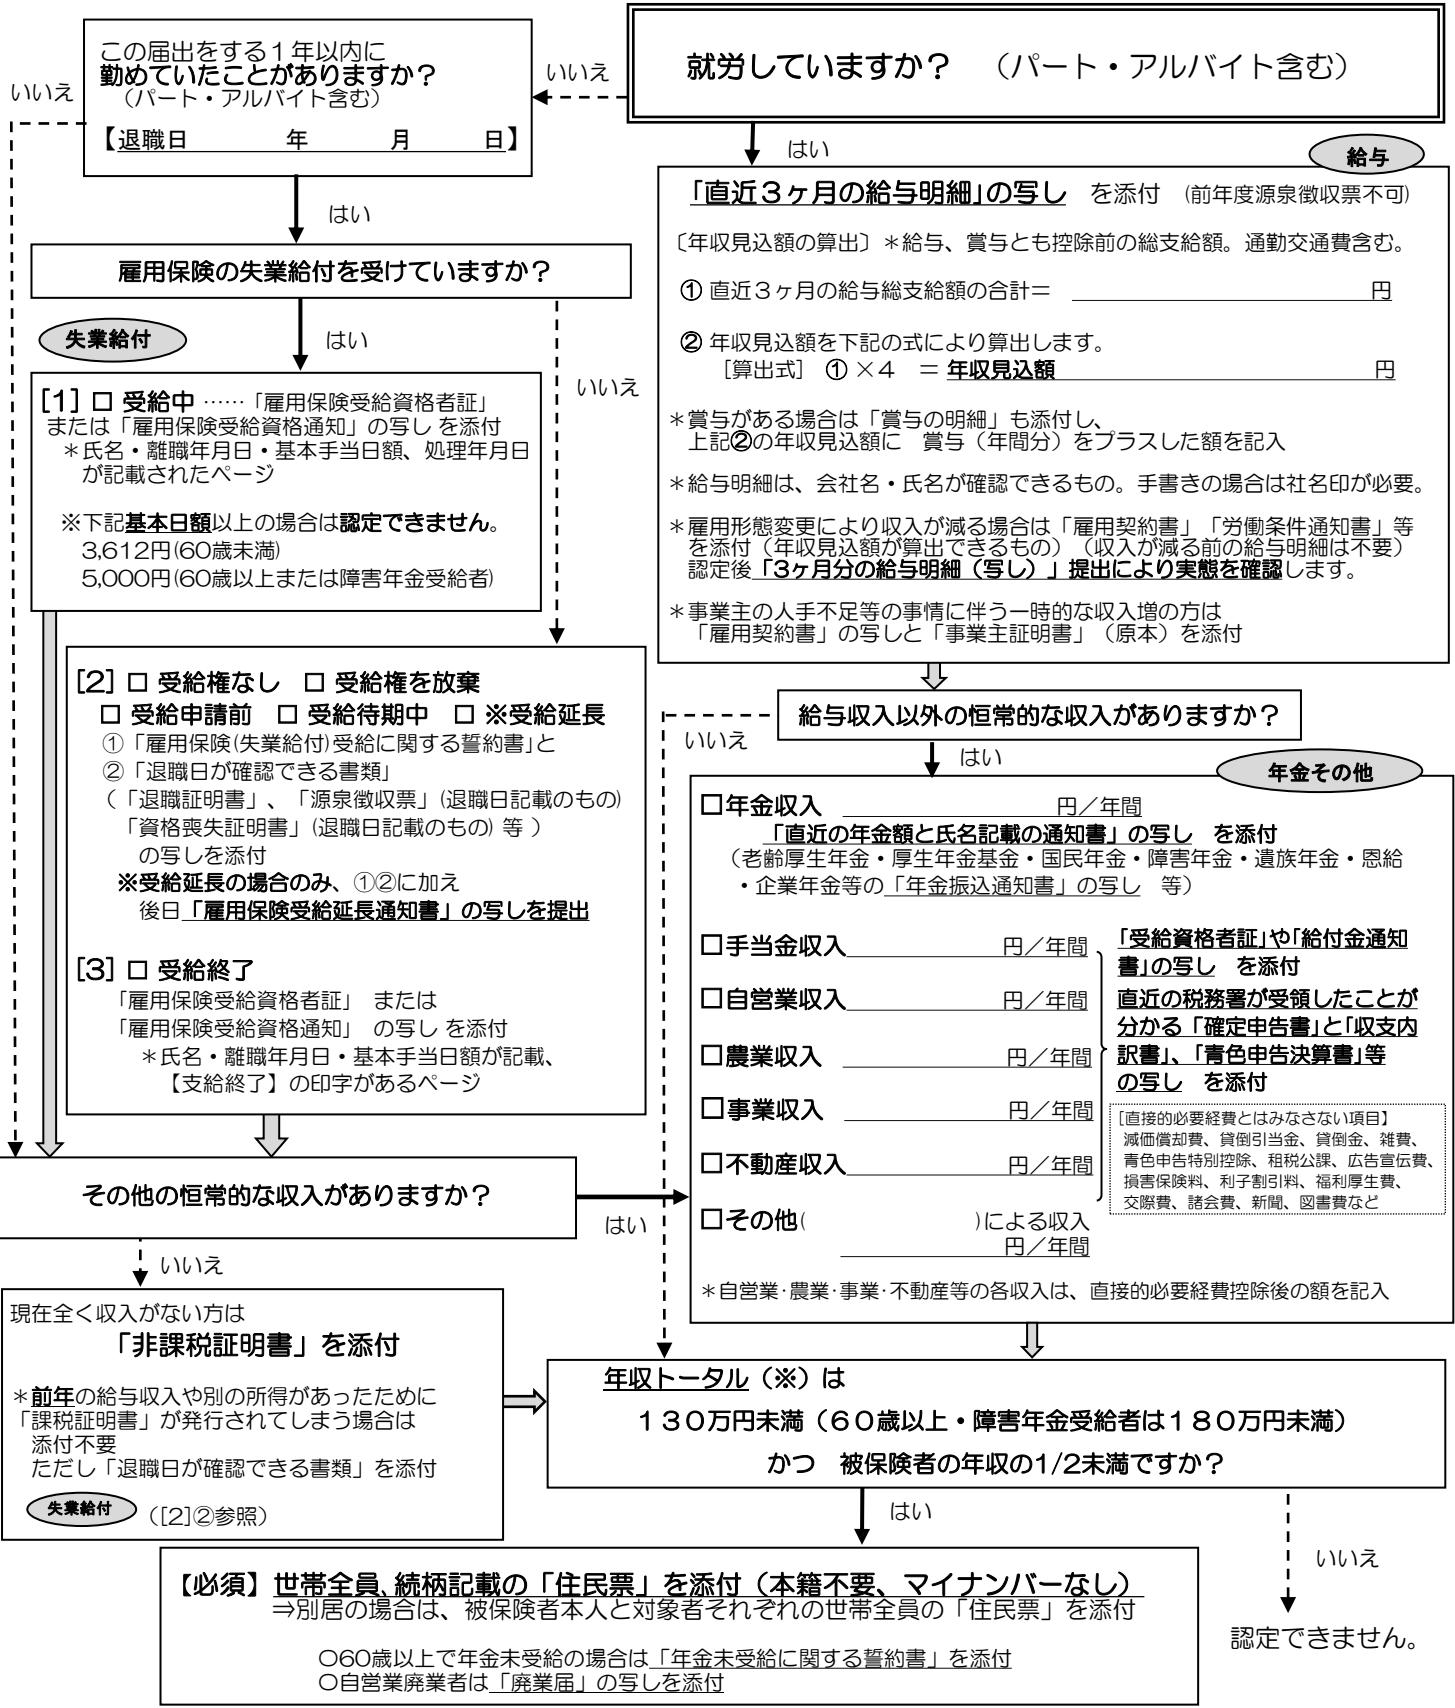 就労していますか？　（パート・アルバイト含む）
いいえ
この届出をする１年以内に
勤めていたことがありますか？
（パート・アルバイト含む）
【退職日　　　　年　　　月　　　日】
いいえ
はい
雇用保険の失業給付を受けていますか？
失業給付
はい
いいえ
[１] □ 受給中 ……「雇用保険受給資格者証」
または「雇用保険受給資格通知」の写し を添付
＊氏名・離職年月日・基本手当日額、処理年月日
が記載されたページ
※下記基本日額以上の場合は認定できません。
3,612円(60歳未満)
5,000円(60歳以上または障害年金受給者)
[２] □ 受給権なし　□ 受給権を放棄
□ 受給申請前　□ 受給待期中　□ ※受給延長
①「雇用保険(失業給付)受給に関する誓約書」と
②「退職日が確認できる書類」
（「退職証明書」、「源泉徴収票」(退職日記載のもの)
「資格喪失証明書」(退職日記載のもの) 等 ）
の写しを添付
※受給延長の場合のみ、①②に加え
後日「雇用保険受給延長通知書」の写しを提出
[３] □ 受給終了
「雇用保険受給資格者証」 または
「雇用保険受給資格通知」 の写し を添付
＊氏名・離職年月日・基本手当日額が記載、
【支給終了】の印字があるページ
その他の恒常的な収入がありますか？
はい
いいえ
現在全く収入がない方は
「非課税証明書」を添付
＊前年の給与収入や別の所得があったために
「課税証明書」が発行されてしまう場合は
添付不要
ただし「退職日が確認できる書類」を添付
失業給付　（[2]②参照）
はい
給与
「直近３ヶ月の給与明細」の写し　を添付　(前年度源泉徴収票不可)
〔年収見込額の算出〕＊給与、賞与とも控除前の総支給額。通勤交通費含む。
① 直近３ヶ月の給与総支給額の合計＝　　　　　　　円
② 年収見込額を下記の式により算出します。
［算出式］ ① ×４　＝ 年収見込額　　　　　　　円
＊賞与がある場合は「賞与の明細」も添付し、
上記②の年収見込額に　賞与（年間分）をプラスした額を記入
＊給与明細は、会社名・氏名が確認できるもの。手書きの場合は社名印が必要。
＊雇用形態変更により収入が減る場合は「雇用契約書」「労働条件通知書」等
を添付（年収見込額が算出できるもの）（収入が減る前の給与明細は不要）
認定後「3ヶ月分の給与明細（写し）」提出により実態を確認します。
＊事業主の人手不足等の事情に伴う一時的な収入増の方は
「雇用契約書」の写しと「事業主証明書」（原本）を添付
給与収入以外の恒常的な収入がありますか？
いいえ
はい
年金その他
□年金収入　　　　　　　円／年間
「直近の年金額と氏名記載の通知書」の写し　を添付
（老齢厚生年金・厚生年金基金・国民年金・障害年金・遺族年金・恩給
・企業年金等の「年金振込通知書」の写し　等）
□手当金収入　　　　　　円／年間
□自営業収入　　　　　　円／年間
□農業収入　　　　　　　円／年間
□事業収入　　　　　　　円／年間
□不動産収入　　　　　　円／年間
□その他(　　　　　　　)による収入
円／年間
「受給資格者証」や「給付金通知
書」の写し　を添付
直近の税務署が受領したことが
分かる「確定申告書」と「収支内
訳書」、「青色申告決算書」等
の写し　を添付
[直接的必要経費とはみなさない項目】
減価償却費、貸倒引当金、貸倒金、雑費、
青色申告特別控除、租税公課、広告宣伝費、
損害保険料、利子割引料、福利厚生費、
交際費、諸会費、新聞、図書費など
＊自営業・農業・事業・不動産等の各収入は、直接的必要経費控除後の額を記入
年収トータル（※）は
１３０万円未満（６０歳以上・障害年金受給者は１８０万円未満）
かつ　被保険者の年収の1/2未満ですか？
はい
いいえ
認定できません。
【必須】世帯全員、続柄記載の「住民票」を添付（本籍不要、マイナンバーなし）
⇒別居の場合は、被保険者本人と対象者それぞれの世帯全員の「住民票」を添付
○60歳以上で年金未受給の場合は「年金未受給に関する誓約書」を添付
○自営業廃業者は「廃業届」の写しを添付